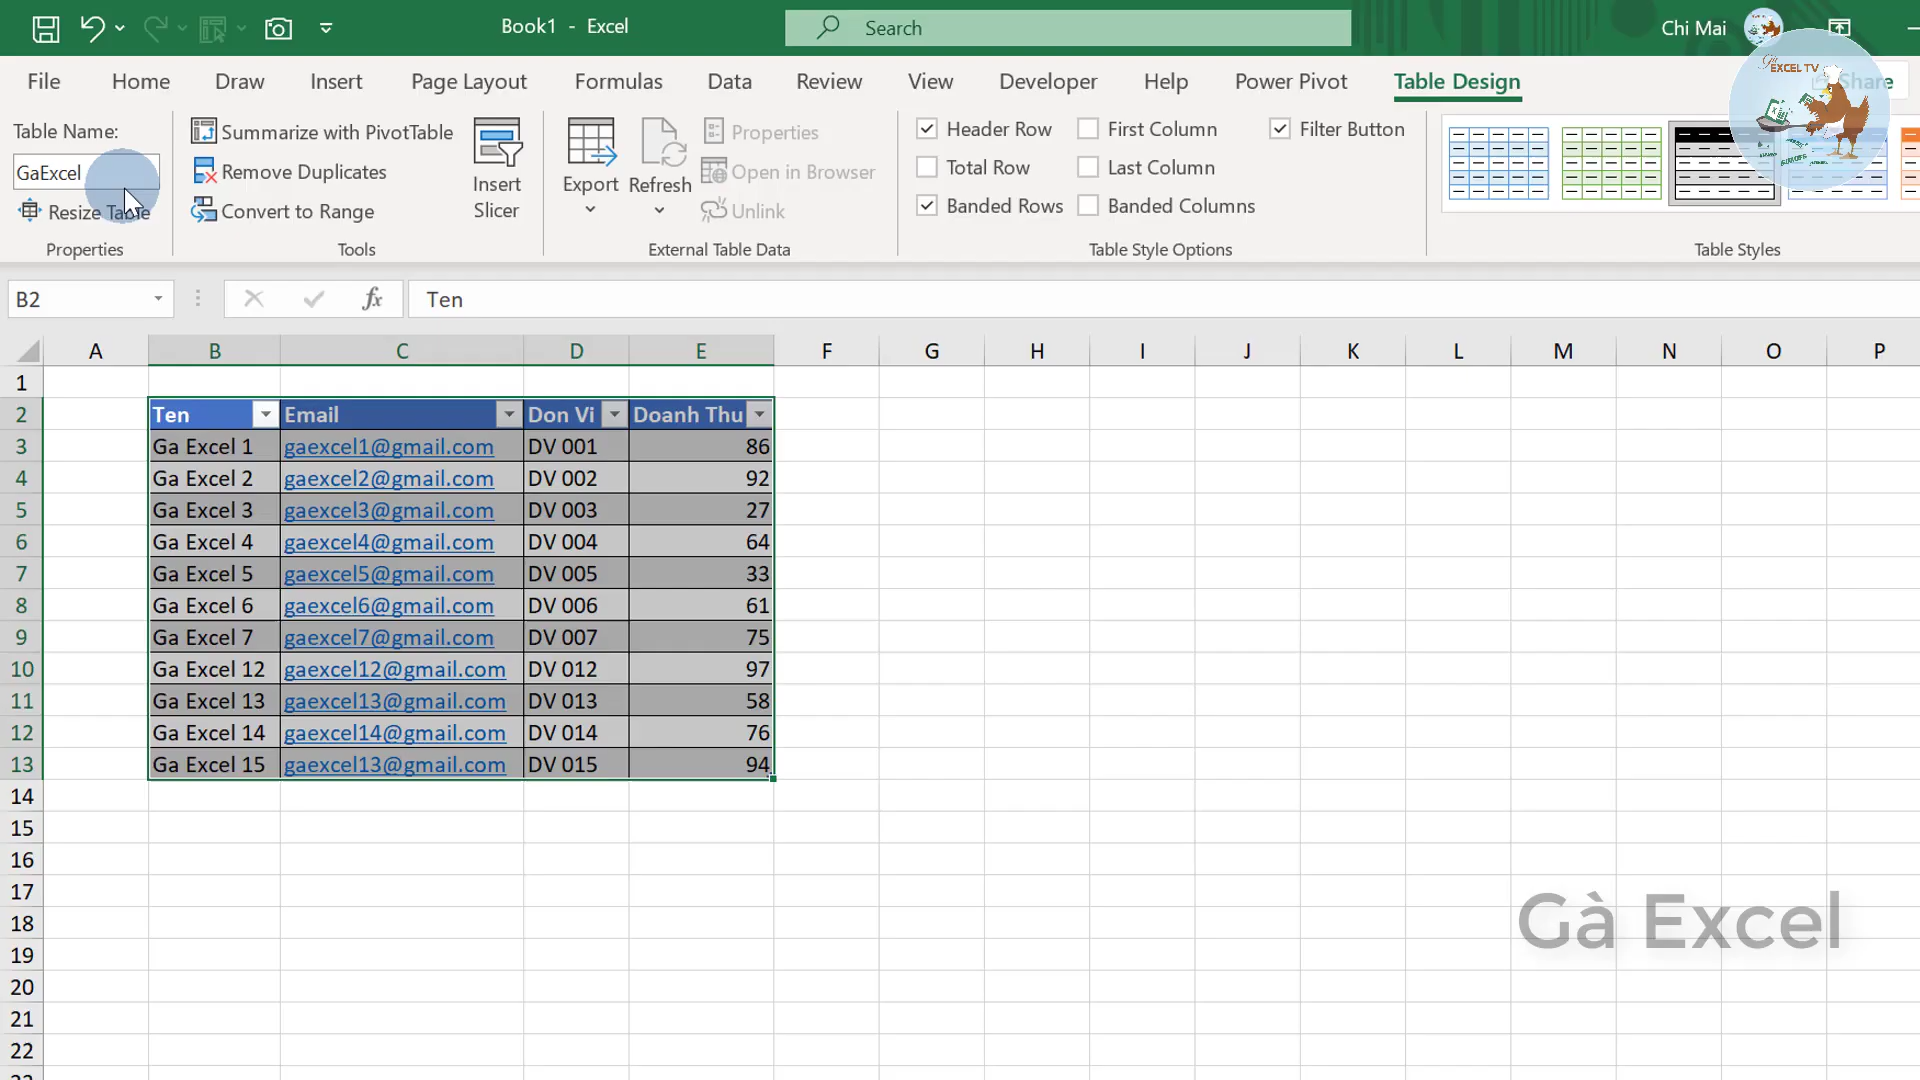 Book1 - Excel
Search
Chi Mai
File Home Draw Insert Page Layout Formulas Data Review View Developer Help Power Pivot Table Design Share
EXCEL TV
Table Name:
GaExcel
Resize Table
Properties
Summarize with PivotTable
Remove Duplicates
Convert to Range
Tools
Insert
Slicer
Export
Refresh
Properties
Open in Browser
Unlink
External Table Data
Header Row
First Column
Filter Button
Total Row
Last Column
Banded Rows
Banded Columns
Table Style Options
Table Styles
B2
fx
Ten
A B C D E F G H I J K L M N O P
1
2 Ten Email Don Vi Doanh Thu
3 Ga Excel 1 gaexcel1@gmail.com DV 001 86
4 Ga Excel 2 gaexcel2@gmail.com DV 002 92
5 Ga Excel 3 gaexcel3@gmail.com DV 003 27
6 Ga Excel 4 gaexcel4@gmail.com DV 004 64
7 Ga Excel 5 gaexcel5@gmail.com DV 005 33
8 Ga Excel 6 gaexcel6@gmail.com DV 006 61
9 Ga Excel 7 gaexcel7@gmail.com DV 007 75
10 Ga Excel 12 gaexcel12@gmail.com DV 012 97
11 Ga Excel 13 gaexcel13@gmail.com DV 013 58
12 Ga Excel 14 gaexcel14@gmail.com DV 014 76
13 Ga Excel 15 gaexcel13@gmail.com DV 015 94
14
15
16
17
18
Gà Excel
19
20
21
22